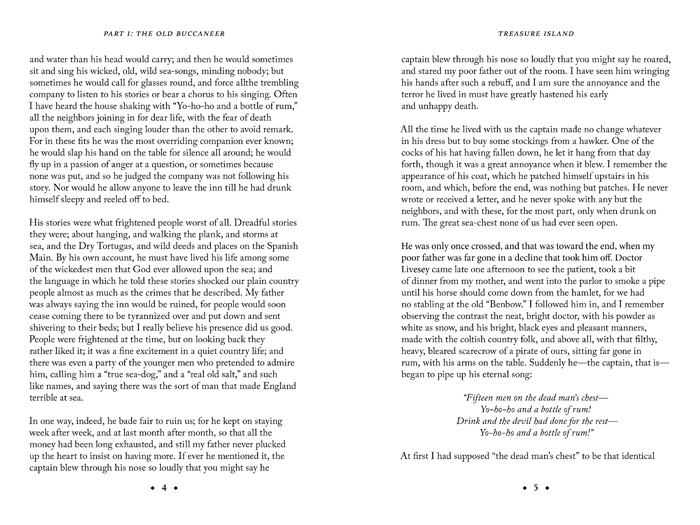 PART I: THE OLD BUCCANEER
and water than his head would carry; and then he would sometimes
sit and sing his wicked, old, wild sea-songs, minding nobody; but
sometimes he would call for glasses round, and force allthe trembling
company to listen to his stories or bear a chorus to his singing. Often
I have heard the house shaking with “Yo-ho-ho and a bottle of rum,”
all the neighbors joining in for dear life, with the fear of death
upon them, and each singing louder than the other to avoid remark.
For in these fits he was the most overriding companion ever known;
he would slap his hand on the table for silence all around; he would
fly up in a passion of anger at a question, or sometimes because
none was put, and so he judged the company was not following his
story. Nor would he allow anyone to leave the inn till he had drunk
himself sleepy and reeled off to bed.
His stories were what frightened people worst of all. Dreadful stories
they were; about hanging, and walking the plank, and storms at
sea, and the Dry Tortugas, and wild deeds and places on the Spanish
Main. By his own account, he must have lived his life among some
of the wickedest men that God ever allowed upon the sea; and
the language in which he told these stories shocked our plain country
people almost as much as the crimes that he described. My father
was always saying the inn would be ruined, for people would soon
cease coming there to be tyrannized over and put down and sent
shivering to their beds; but I really believe his presence did us good.
People were frightened at the time, but on looking back they
rather liked it; it was a fine excitement in a quiet country life; and
there was even a party of the younger men who pretended to admire
him, calling him a “true sea-dog,” and a “real old salt,” and such
like names, and saying there was the sort of man that made England
terrible at sea.
In one way, indeed, he bade fair to ruin us; for he kept on staying
week after week, and at last month after month, so that all the
money had been long exhausted, and still my father never plucked
up the heart to insist on having more. If ever he mentioned it, the
captain blew through his nose so loudly that you might say he
4
TREASURE ISLAND
captain blew through his nose so loudly that you might say he roared,
and stared my poor father out of the room. I have seen him wringing
his hands after such a rebuff, and I am sure the annoyance and the
terror he lived in must have greatly hastened his early
and unhappy death.
All the time he lived with us the captain made no change whatever
in his dress but to buy some stockings from a hawker. One of the
cocks of his hat having fallen down, he let it hang from that day
forth, though it was a great annoyance when it blew. I remember the
appearance of his coat, which he patched himself upstairs in his
room, and which, before the end, was nothing but patches. He never
wrote or received a letter, and he never spoke with any but the
neighbors, and with these, for the most part, only when drunk on
rum. The great sea-chest none of us had ever seen open.
He was only once crossed, and that was toward the end, when my
poor father was far gone in a decline that took him off. Doctor
Livesey came late one afternoon to see the patient, took a bit
of dinner from my mother, and went into the parlor to smoke a pipe
until his horse should come down from the hamlet, for we had
no stabling at the old “Benbow.” I followed him in, and I remember
observing the contrast the neat, bright doctor, with his powder as
white as snow, and his bright, black eyes and pleasant manners,
made with the coltish country folk, and above all, with that filthy,
heavy, bleared scarecrow of a pirate of ours, sitting far gone in
rum, with his arms on the table. Suddenly he—the captain, that is—
began to pipe up his eternal song:
“Fifteen men on the dead man’s chest—
Yo-ho-ho and a bottle of rum!
Drink and the devil had done for the rest—
Yo-ho-ho and a bottle of rum!”
At first I had supposed “the dead man’s chest” to be that identical
5